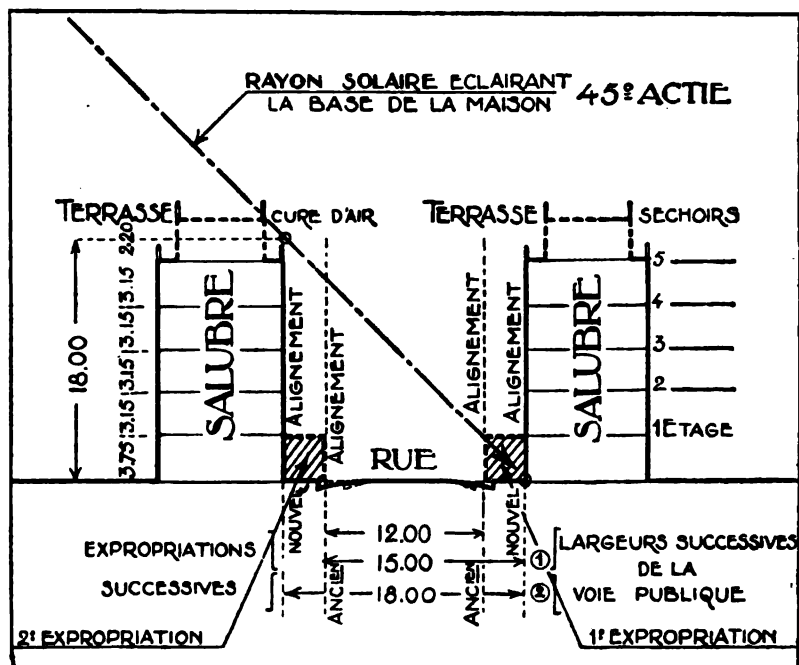 RAYON SOLAIRE ECLAIRANT
LA BASE DE LA MAISON
45º ACTIE
TERRASSE
CURE D'AIR
TERRASSE
SECHOIRS
18.00
2.20
3.15
3.15
3.15
3.15
3.75
SALUBRE
ALIGNEMENT
ALIGNEMENT
RUE
ALIGNEMENT
ALIGNEMENT
SALUBRE
5
4
3
2
1 ETAGE
NOUVEL
ANCIEN
ANCIEN
NOUVEL
12.00
15.00
18.00
EXPROPRIATIONS
SUCCESSIVES
① LARGEURS SUCCESSIVES
DE LA
② VOIE PUBLIQUE
2ᵉ EXPROPRIATION
1ᵉ EXPROPRIATION